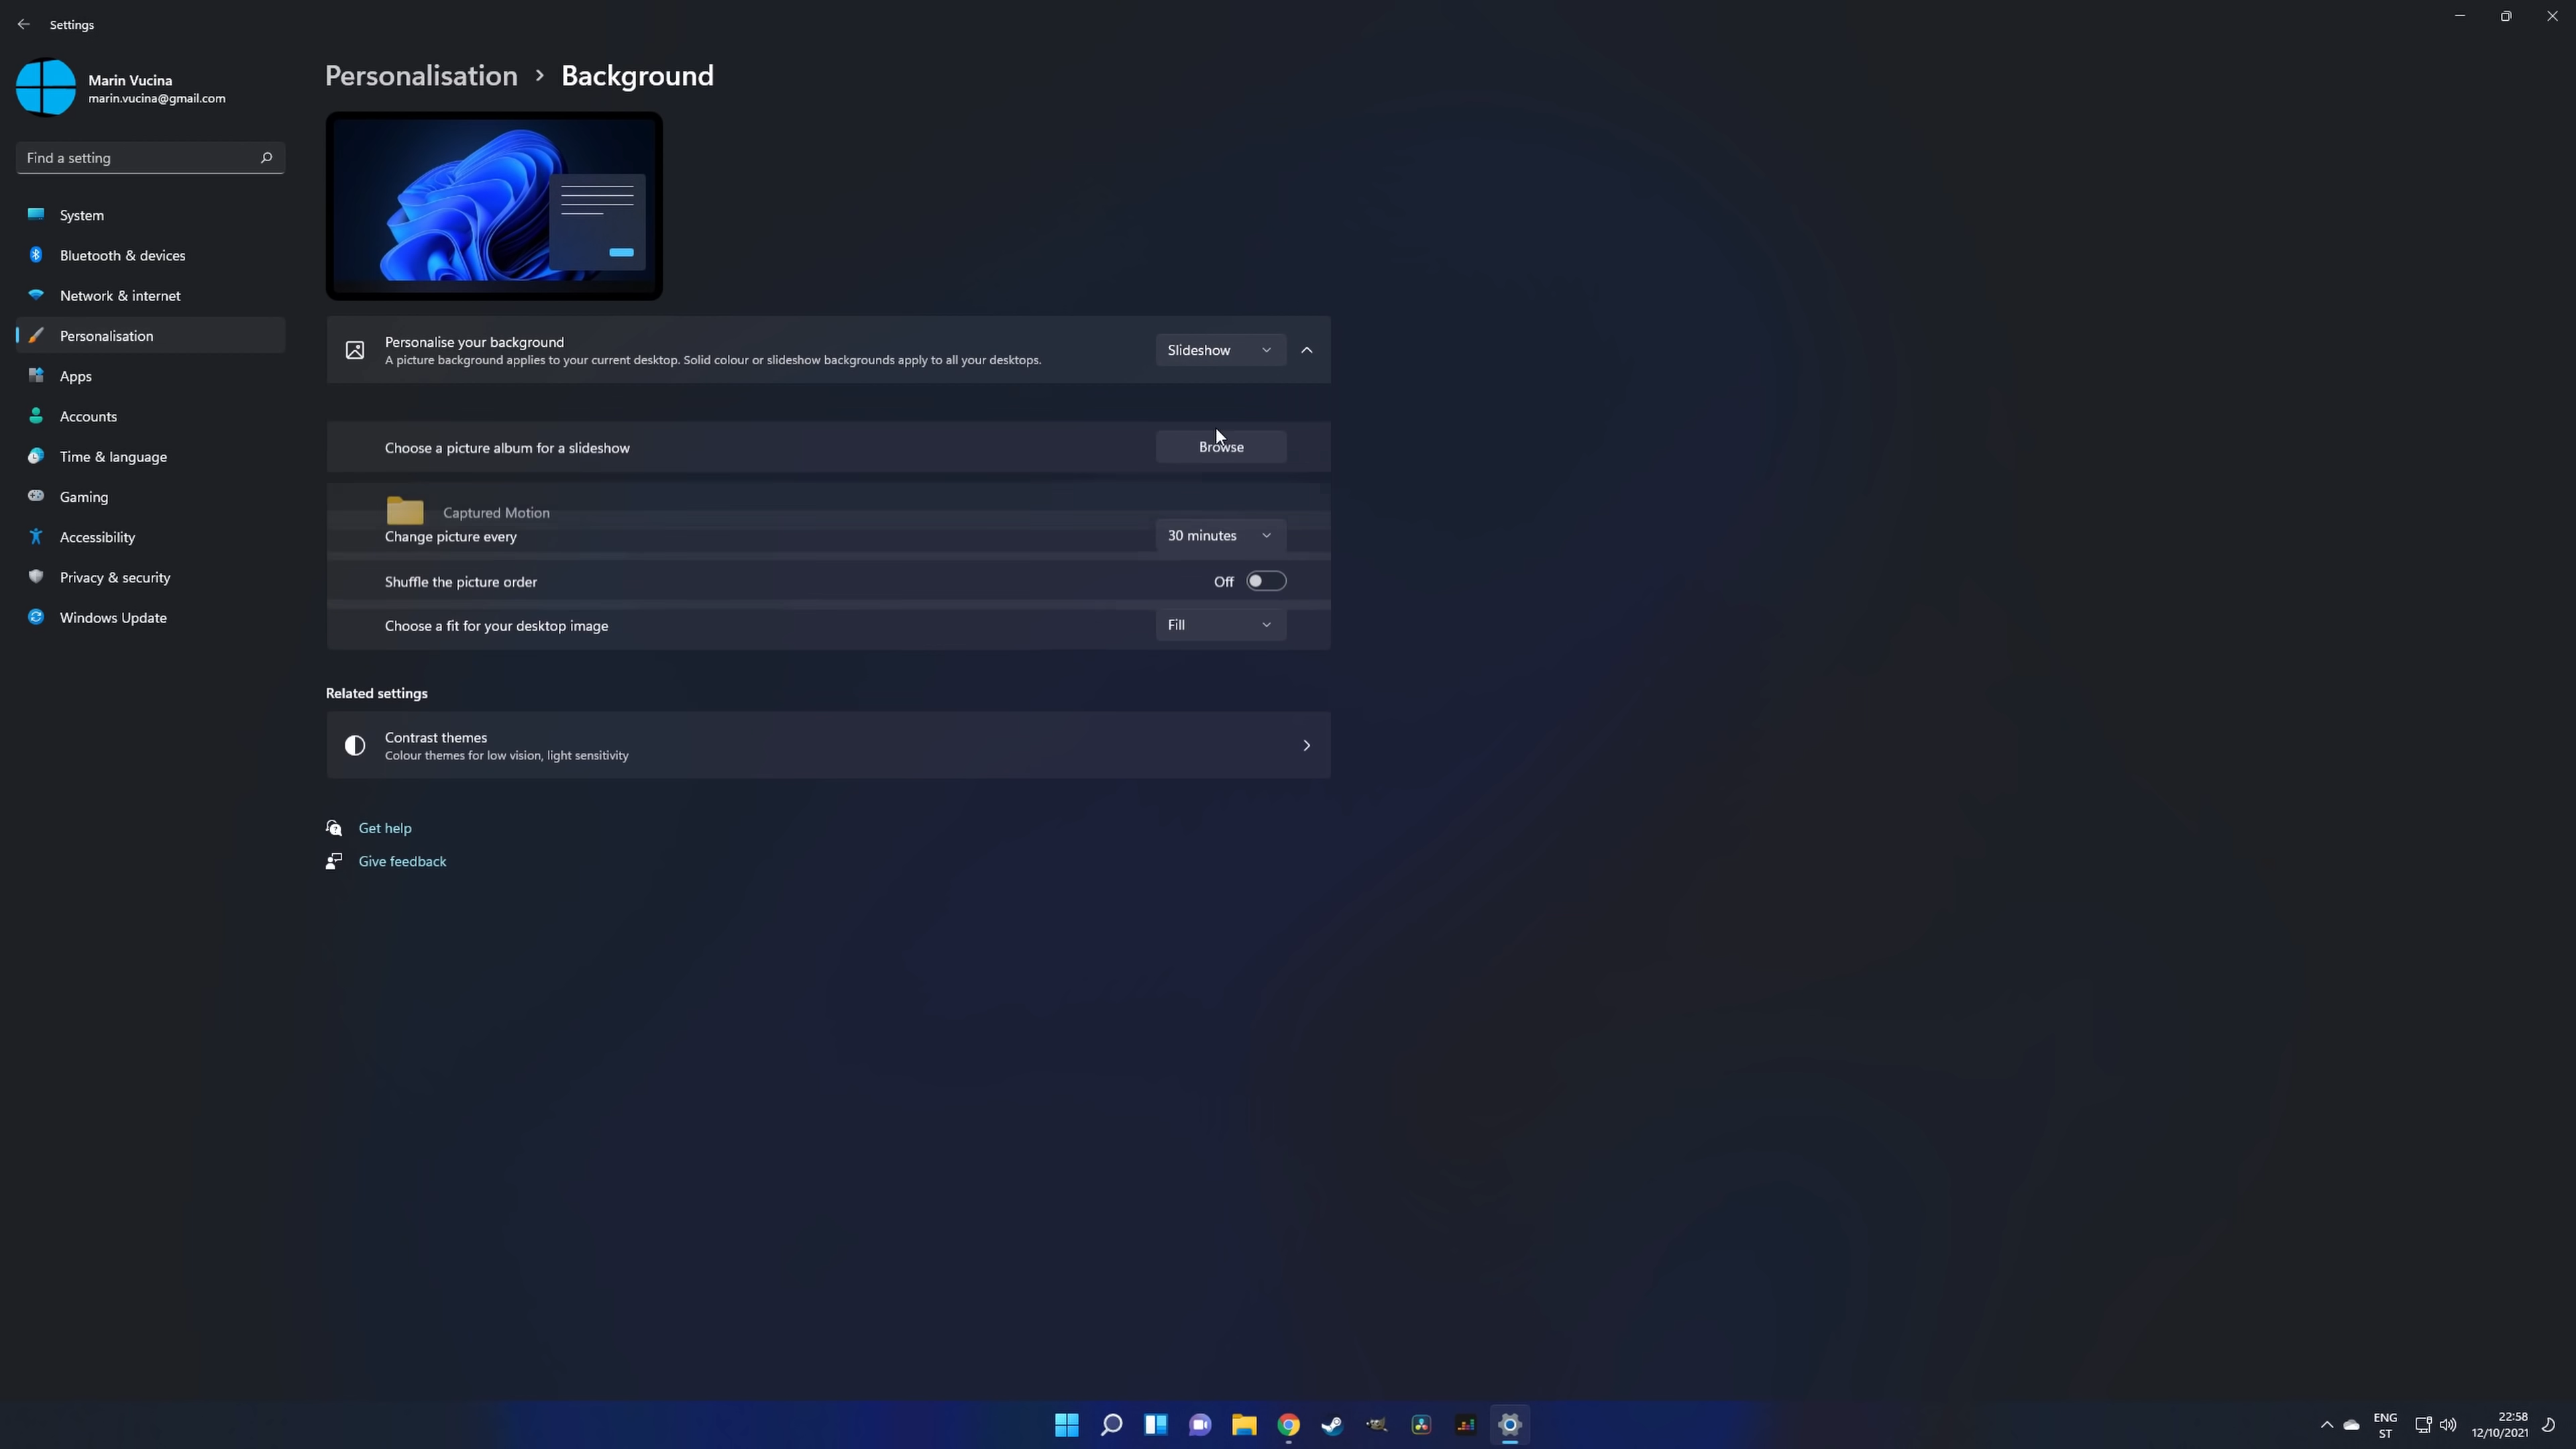 Settings
Marin Vucina
marin.vucina@gmail.com
Find a setting
System
Bluetooth & devices
Network & internet
Personalisation
Apps
Accounts
Time & language
Gaming
Accessibility
Privacy & security
Windows Update
Personalisation > Background
Personalise your background
A picture background applies to your current desktop. Solid colour or slideshow backgrounds apply to all your desktops.
Slideshow
Choose a picture album for a slideshow
Browse
Captured Motion
Change picture every
30 minutes
Shuffle the picture order
Off
Choose a fit for your desktop image
Fill
Related settings
Contrast themes
Colour themes for low vision, light sensitivity
Get help
Give feedback
ENG
ST
22:58
12/10/2021